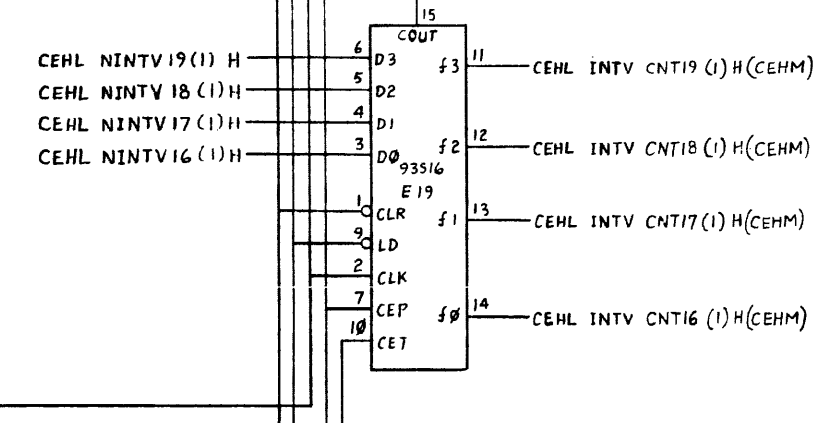 15
COUT
CEHL NINTV19(1) H 6 D3 f3 11 CEHL INTV CNT19 (1) H(CEHM)
CEHL NINTV 18 (1)H 5 D2
CEHL NINTV 17(1)H 4 D1
CEHL NINTV16 (1)H 3 DØ f2 12 CEHL INTV CNT18 (1) H(CEHM)
93S16
E19
1 CLR f1 13 CEHL INTV CNT17(1) H(CEHM)
9 LD
2 CLK
7 CEP fø 14 CEHL INTV CNT16 (1) H(CEHM)
1Ø CET